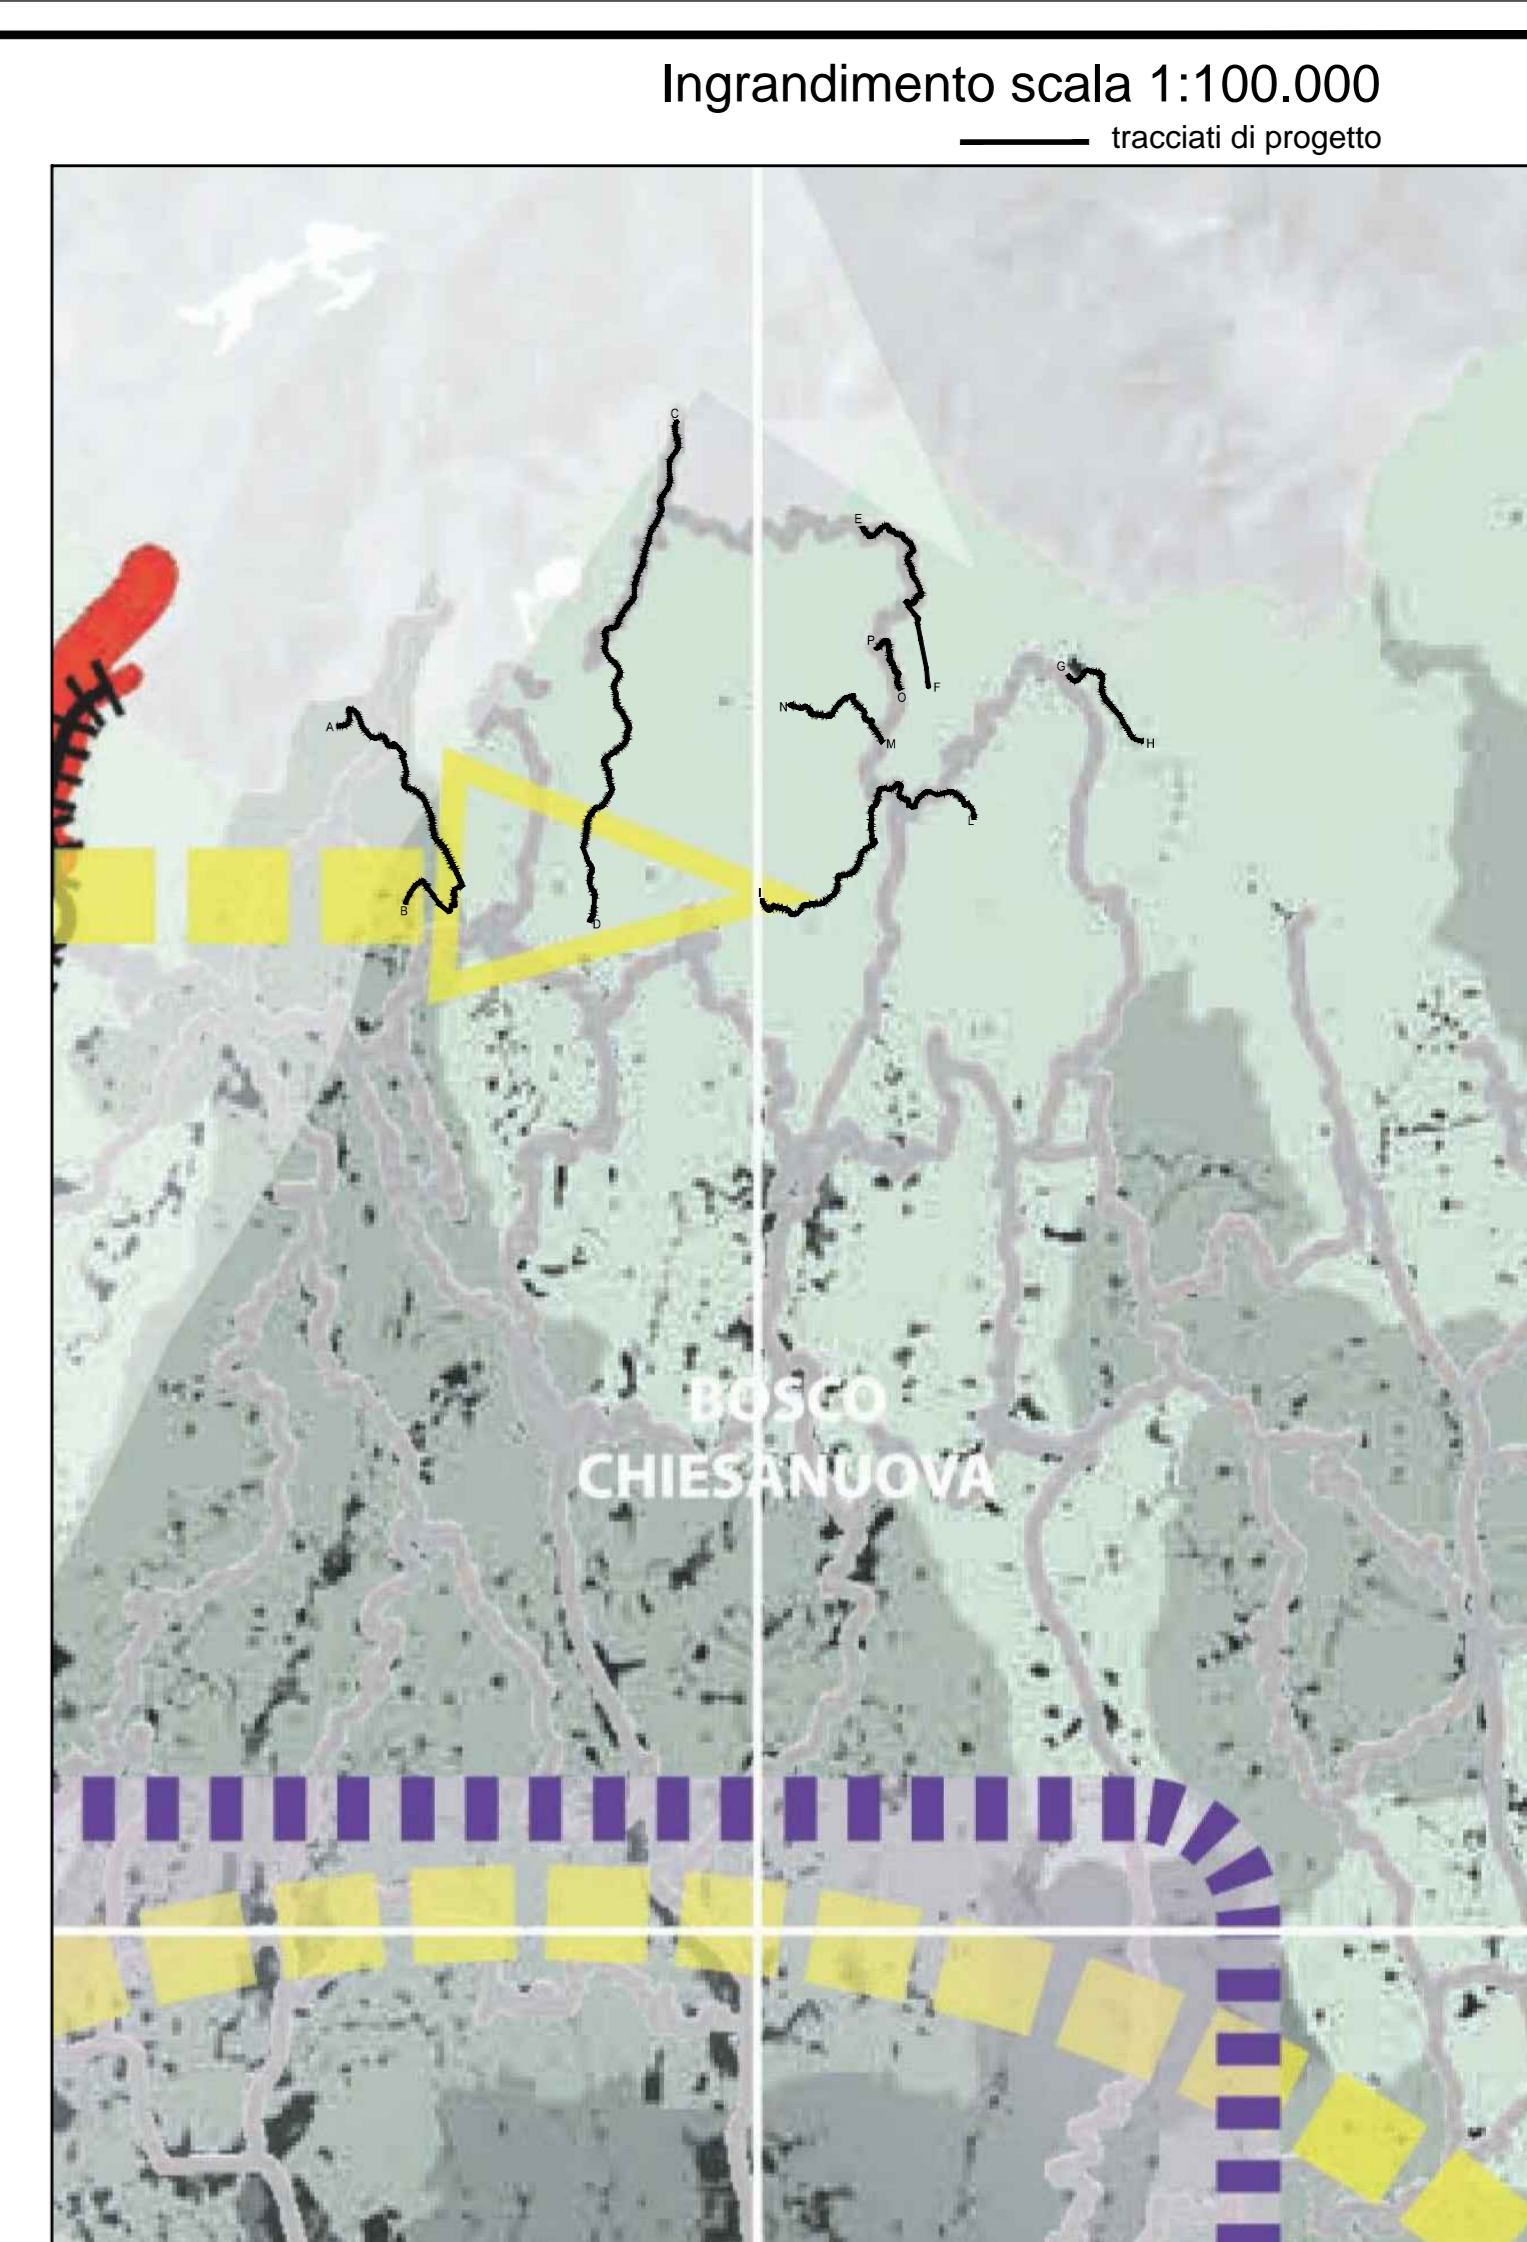 Ingrandimento scala 1:100.000
tracciati di progetto
C
E
P
G
A
N
O
F
M
H
L
I
B
D
BOSCO
CHIESANUOVA